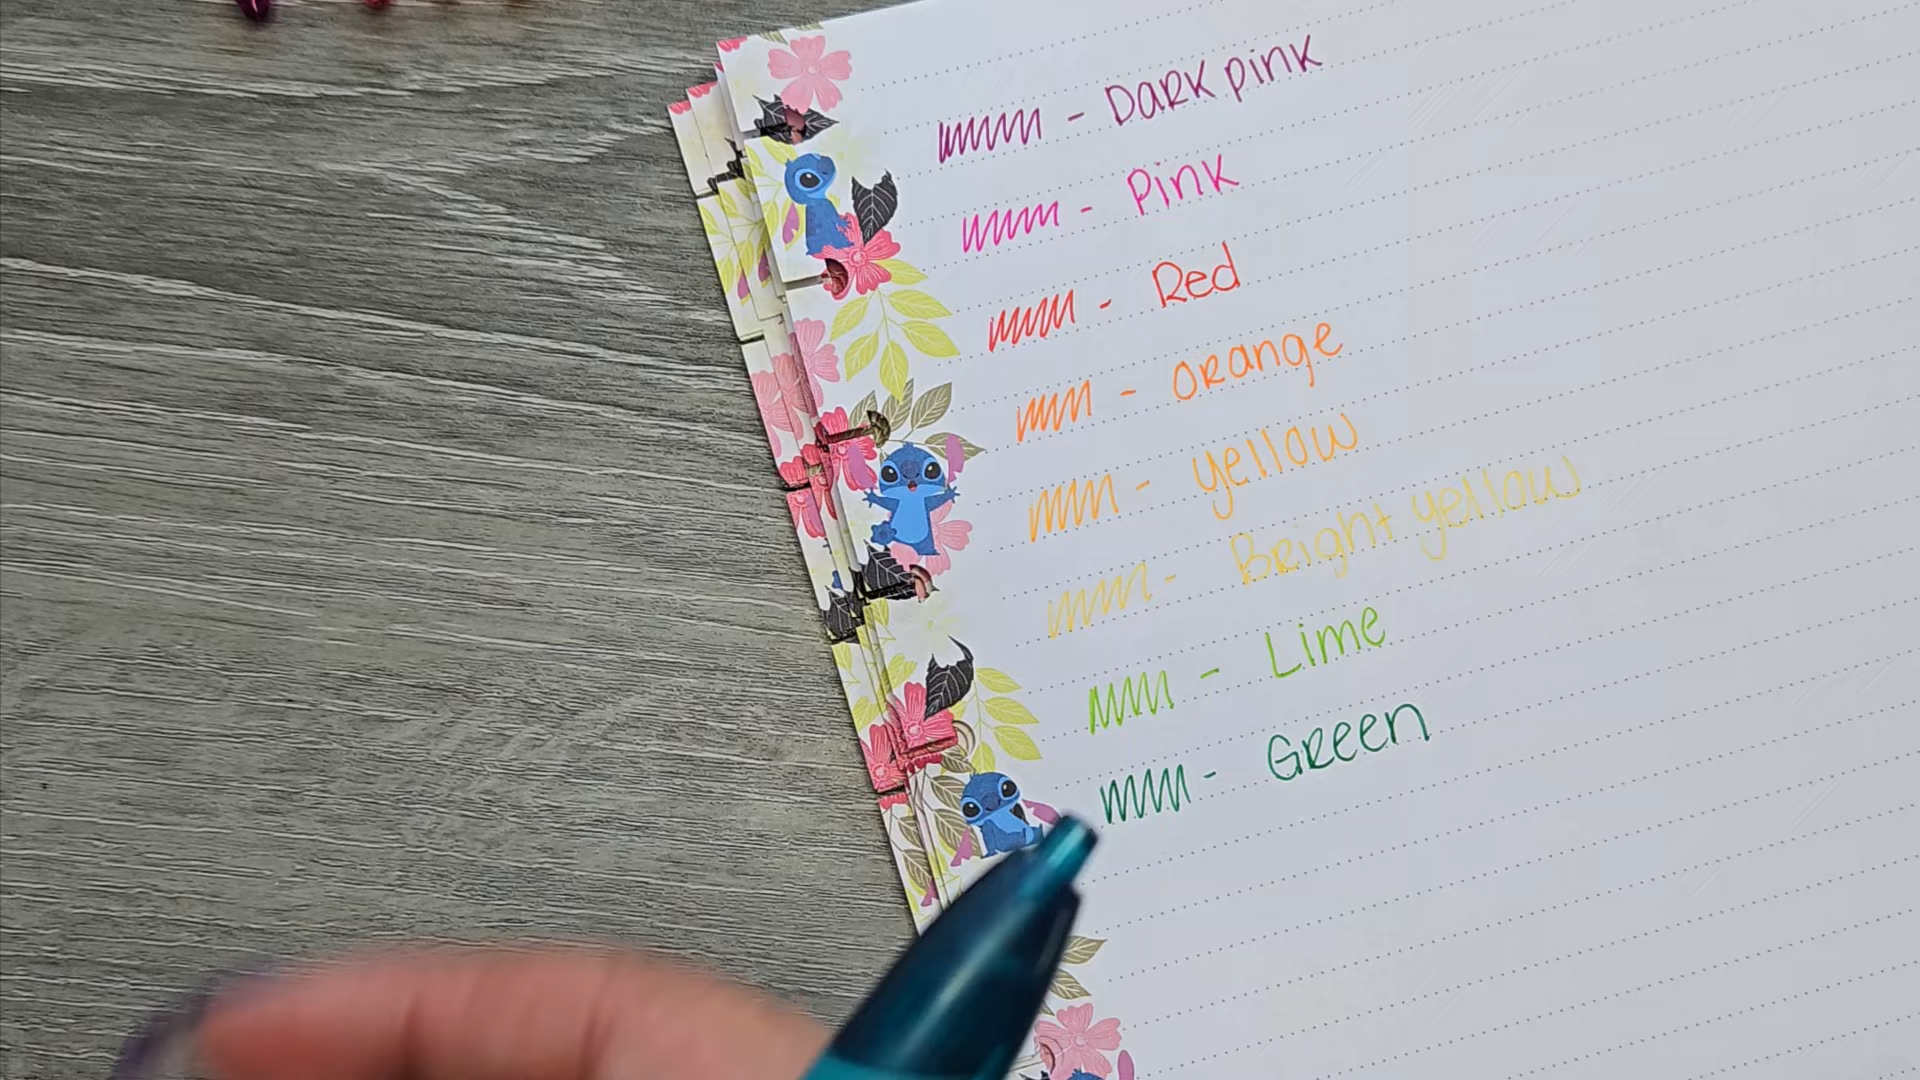 - Dark pink
- Pink
- Red
- orange
- yellow
- Bright yellow
- Lime
- Green